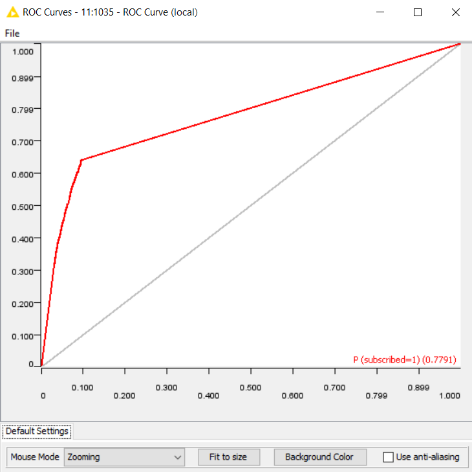 ROC Curves - 11:1035 - ROC Curve (local)
File
1.000
0.899
0.799
0.700
0.600
0.500
0.400
0.300
0.200
0.100
0
P (subscribed=1) (0.7791)
0.100 0.300 0.500 0.700 0.899
0 0.200 0.400 0.600 0.799 1.000
Default Settings
Mouse Mode Zooming Fit to size Background Color Use anti-aliasing